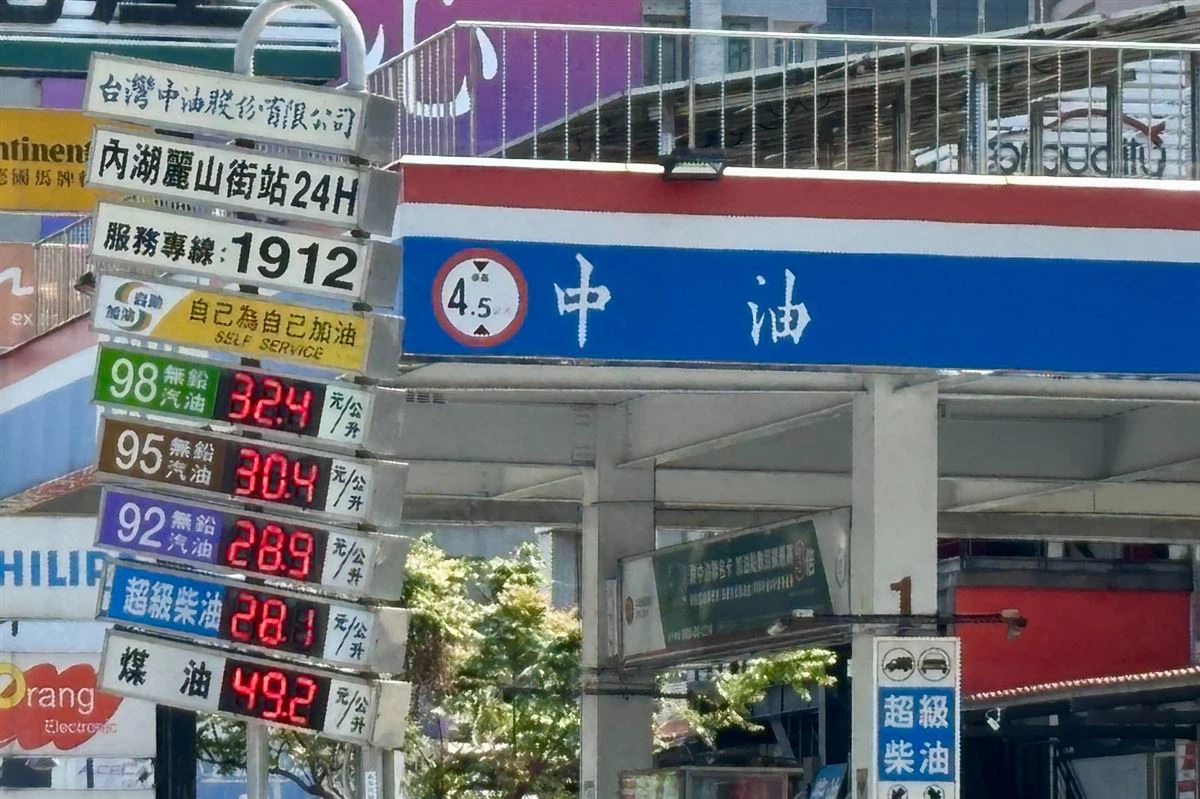 台灣中油股份有限公司
內湖麗山街站24H
服務專線：1912
自助加油
自己為自己加油
SELF SERVICE
98 無鉛汽油 32.4 元/公升
95 無鉛汽油 30.4 元/公升
92 無鉛汽油 28.9 元/公升
超級柴油 28.1 元/公升
煤油 49.2 元/公升
4.5
中油
1
超級
柴油
德國馬牌
PHILIP
Orang
Electronic